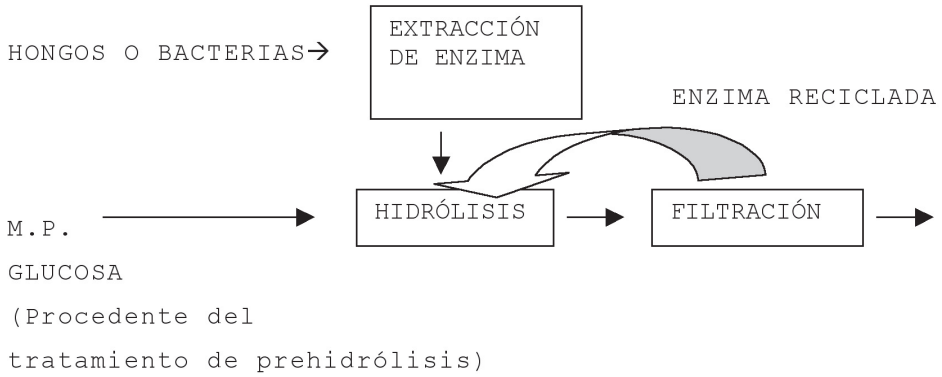 EXTRACCIÓN
DE ENZIMA
HONGOS O BACTERIAS→
ENZIMA RECICLADA
HIDRÓLISIS
FILTRACIÓN
M.P.
GLUCOSA
(Procedente del
tratamiento de prehidrólisis)